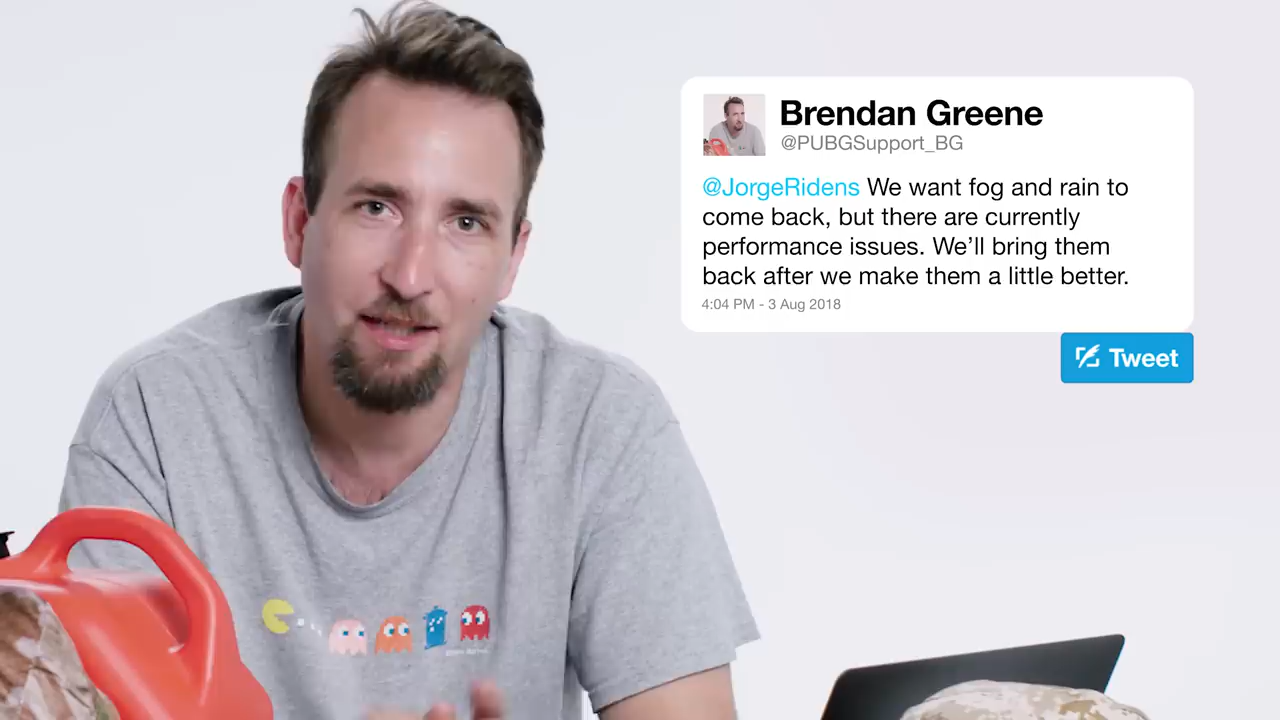 Brendan Greene
@PUBGSupport_BG
@JorgeRidens We want fog and rain to
come back, but there are currently
performance issues. We’ll bring them
back after we make them a little better.
4:04 PM - 3 Aug 2018
Tweet